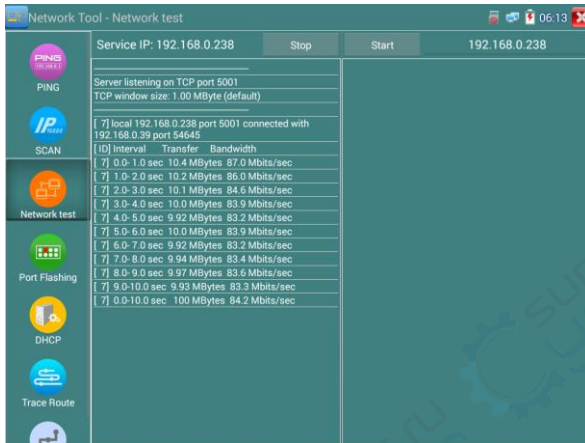 Network Tool - Network test
06:13
Service IP: 192.168.0.238
Stop
Start
192.168.0.238
PING
PING
IP
SCAN
Network test
Port Flashing
DHCP
Trace Route
Server listening on TCP port 5001
TCP window size: 1.00 MByte (default)
[ 7] local 192.168.0.238 port 5001 connected with
192.168.0.39 port 54645
[ ID] Interval Transfer Bandwidth
[ 7] 0.0- 1.0 sec 10.4 MBytes 87.0 Mbits/sec
[ 7] 1.0- 2.0 sec 10.2 MBytes 86.0 Mbits/sec
[ 7] 2.0- 3.0 sec 10.1 MBytes 84.6 Mbits/sec
[ 7] 3.0- 4.0 sec 10.0 MBytes 83.9 Mbits/sec
[ 7] 4.0- 5.0 sec 9.92 MBytes 83.2 Mbits/sec
[ 7] 5.0- 6.0 sec 10.0 MBytes 83.9 Mbits/sec
[ 7] 6.0- 7.0 sec 9.92 MBytes 83.2 Mbits/sec
[ 7] 7.0- 8.0 sec 9.94 MBytes 83.4 Mbits/sec
[ 7] 8.0- 9.0 sec 9.97 MBytes 83.6 Mbits/sec
[ 7] 9.0-10.0 sec 9.93 MBytes 83.3 Mbits/sec
[ 7] 0.0-10.0 sec 100 MBytes 84.2 Mbits/sec